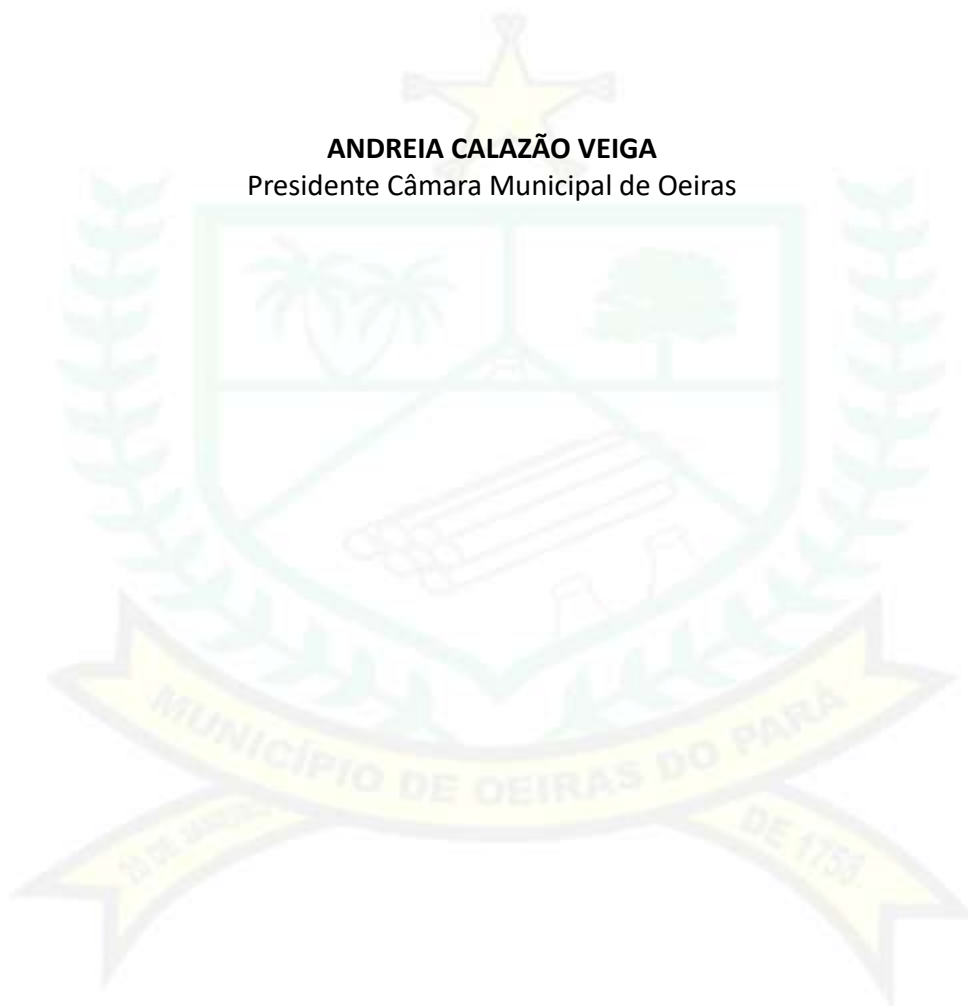 ANDREIA CALAZÃO VEIGA
Presidente Câmara Municipal de Oeiras
MUNICÍPIO DE OEIRAS DO PARÁ
DE 1758.